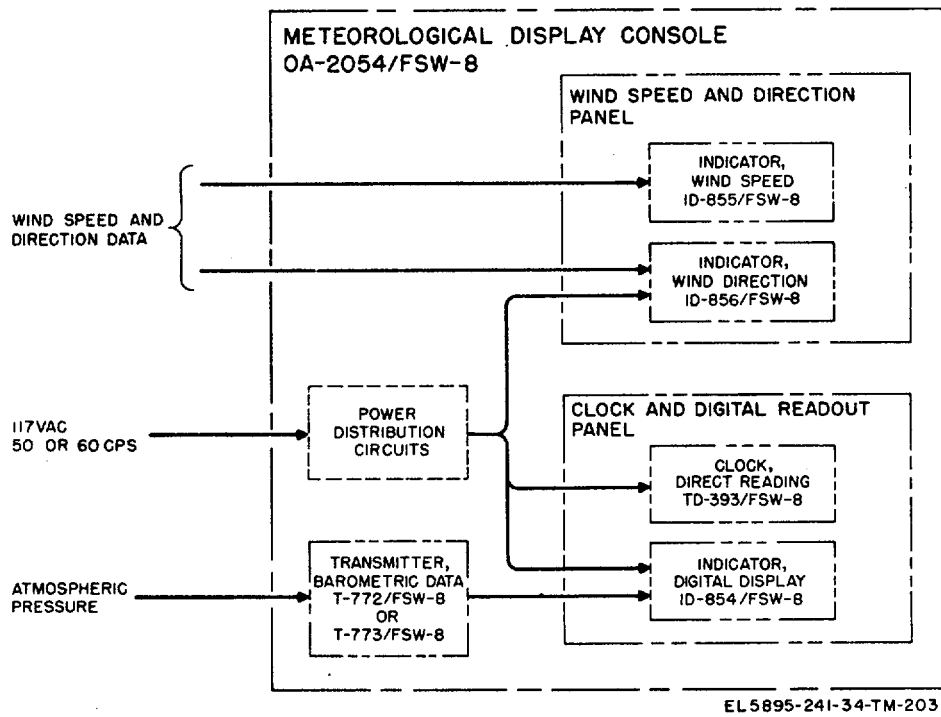 METEOROLOGICAL DISPLAY CONSOLE
OA-2054/FSW-8
WIND SPEED AND DIRECTION
PANEL
INDICATOR,
WIND SPEED
ID-855/FSW-8
WIND SPEED AND
DIRECTION DATA
INDICATOR,
WIND DIRECTION
ID-856/FSW-8
117VAC
50 OR 60 CPS
POWER
DISTRIBUTION
CIRCUITS
CLOCK AND DIGITAL READOUT
PANEL
CLOCK,
DIRECT READING
TD-393/FSW-8
ATMOSPHERIC
PRESSURE
TRANSMITTER,
BAROMETRIC DATA
T-772/FSW-8
OR
T-773/FSW-8
INDICATOR,
DIGITAL DISPLAY
ID-854/FSW-8
EL5895-241-34-TM-203